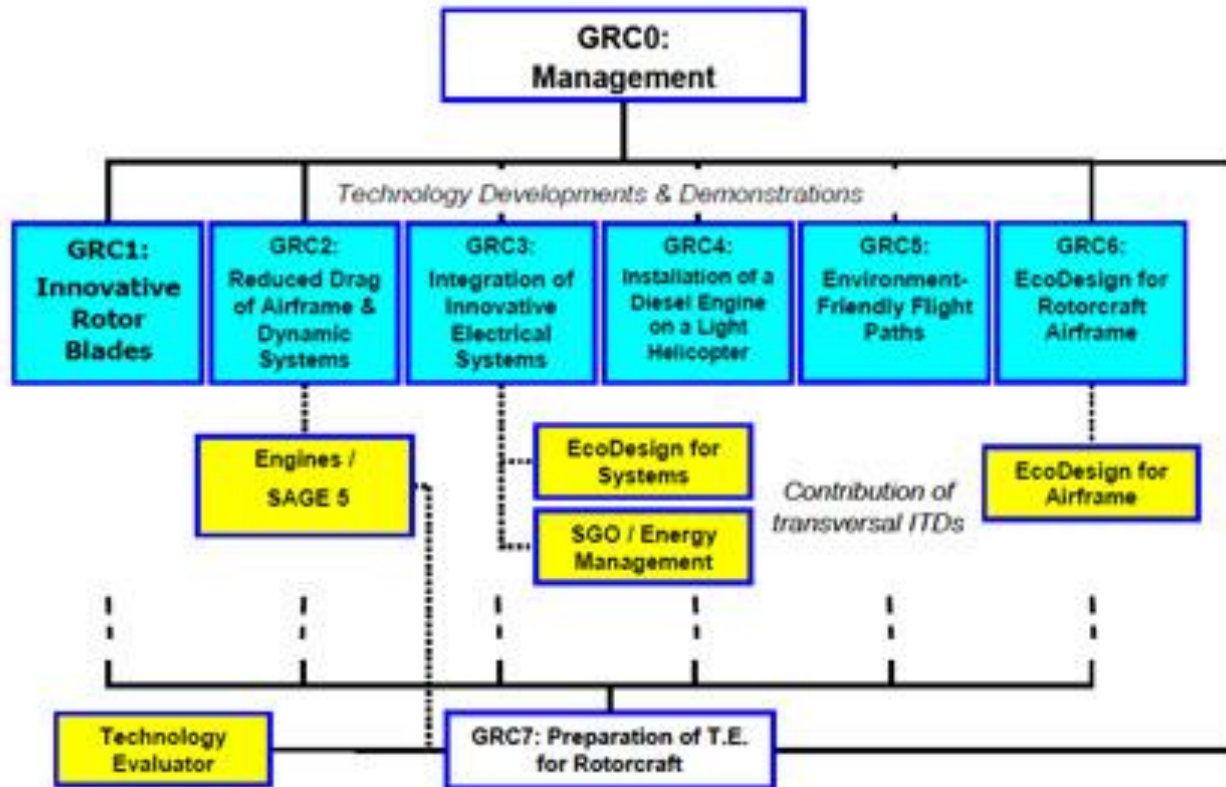 GRC0:
Management
Technology Developments & Demonstrations
GRC1:
Innovative
Rotor
Blades
GRC2:
Reduced Drag
of Airframe &
Dynamic
Systems
GRC3:
Integration of
Innovative
Electrical
Systems
GRC4:
Installation of a
Diesel Engine
on a Light
Helicopter
GRC5:
Environment-
Friendly Flight
Paths
GRC6:
EcoDesign for
Rotorcraft
Airframe
Engines /
SAGE 5
EcoDesign for
Systems
SGO / Energy
Management
Contribution of
transversal ITDs
EcoDesign for
Airframe
Technology
Evaluator
GRC7: Preparation of T.E.
for Rotorcraft